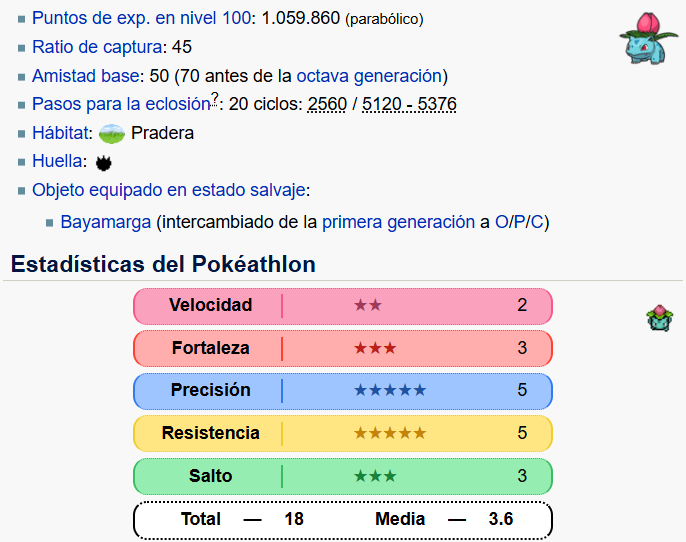 Puntos de exp. en nivel 100: 1.059.860 (parabólico)
Ratio de captura: 45
Amistad base: 50 (70 antes de la octava generación)
Pasos para la eclosión?: 20 ciclos: 2560 / 5120 - 5376
Hábitat: Pradera
Huella:
Objeto equipado en estado salvaje:
Bayamarga (intercambiado de la primera generación a O/P/C)
Estadísticas del Pokéathlon
Velocidad ★★ 2
Fortaleza ★★★ 3
Precisión ★★★★★ 5
Resistencia ★★★★★ 5
Salto ★★★ 3
Total — 18 Media — 3.6